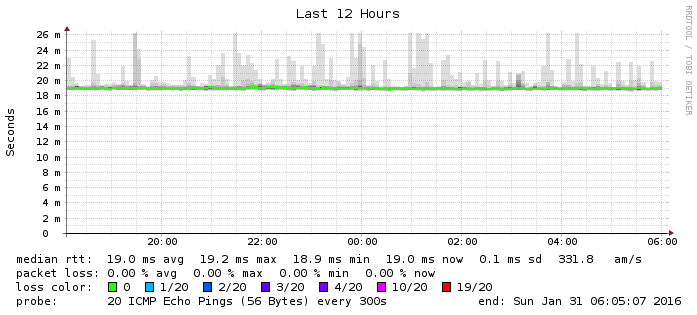 Last 12 Hours
RRDTOOL / TOBI OETIKER
Seconds
26 m
24 m
22 m
20 m
18 m
16 m
14 m
12 m
10 m
8 m
6 m
4 m
2 m
0
20:00 22:00 00:00 02:00 04:00 06:00
median rtt: 19.0 ms avg 19.2 ms max 18.9 ms min 19.0 ms now 0.1 ms sd 331.8 am/s
packet loss: 0.00 % avg 0.00 % max 0.00 % min 0.00 % now
loss color: 0 1/20 2/20 3/20 4/20 10/20 19/20
probe: 20 ICMP Echo Pings (56 Bytes) every 300s end: Sun Jan 31 06:05:07 2016